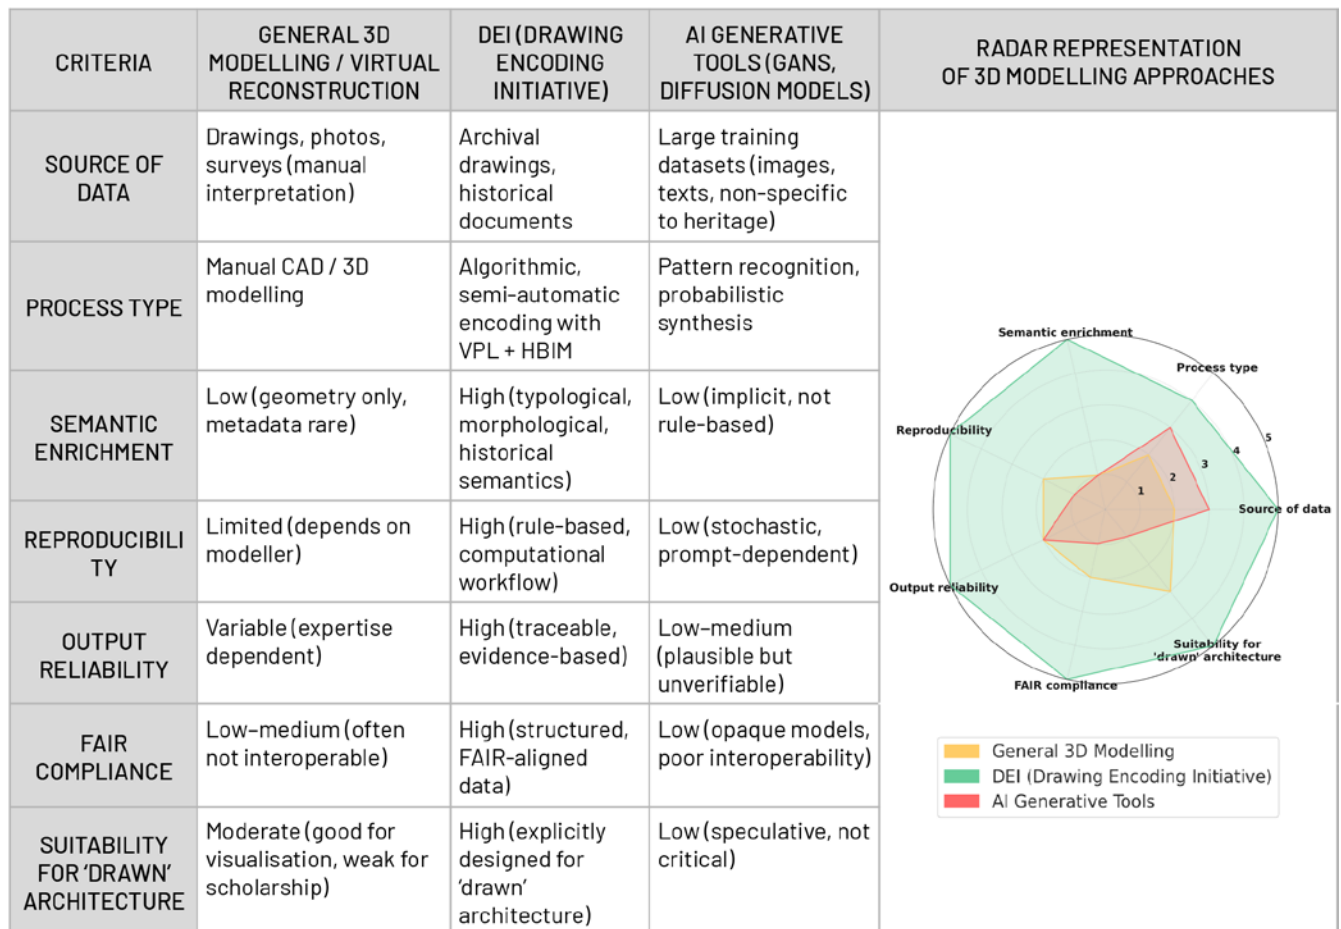 CRITERIA
GENERAL 3D
MODELLING / VIRTUAL
RECONSTRUCTION
DEI (DRAWING
ENCODING
INITIATIVE)
AI GENERATIVE
TOOLS (GANS,
DIFFUSION MODELS)
RADAR REPRESENTATION
OF 3D MODELLING APPROACHES
SOURCE OF
DATA
Drawings, photos,
surveys (manual
interpretation)
Archival
drawings,
historical
documents
Large training
datasets (images,
texts, non-specific
to heritage)
PROCESS TYPE
Manual CAD / 3D
modelling
Algorithmic,
semi-automatic
encoding with
VPL + HBIM
Pattern recognition,
probabilistic
synthesis
SEMANTIC
ENRICHMENT
Low (geometry only,
metadata rare)
High (typological,
morphological,
historical
semantics)
Low (implicit, not
rule-based)
REPRODUCIBILI
TY
Limited (depends on
modeller)
High (rule-based,
computational
workflow)
Low (stochastic,
prompt-dependent)
OUTPUT
RELIABILITY
Variable (expertise
dependent)
High (traceable,
evidence-based)
Low–medium
(plausible but
unverifiable)
FAIR
COMPLIANCE
Low–medium (often
not interoperable)
High (structured,
FAIR-aligned
data)
Low (opaque models,
poor interoperability)
SUITABILITY
FOR ‘DRAWN’
ARCHITECTURE
Moderate (good for
visualisation, weak for
scholarship)
High (explicitly
designed for
‘drawn’
architecture)
Low (speculative, not
critical)
Semantic enrichment
Process type
Reproducibility
5
4
3
2
1
Source of data
Output reliability
Suitability for
'drawn' architecture
FAIR compliance
General 3D Modelling
DEI (Drawing Encoding Initiative)
AI Generative Tools